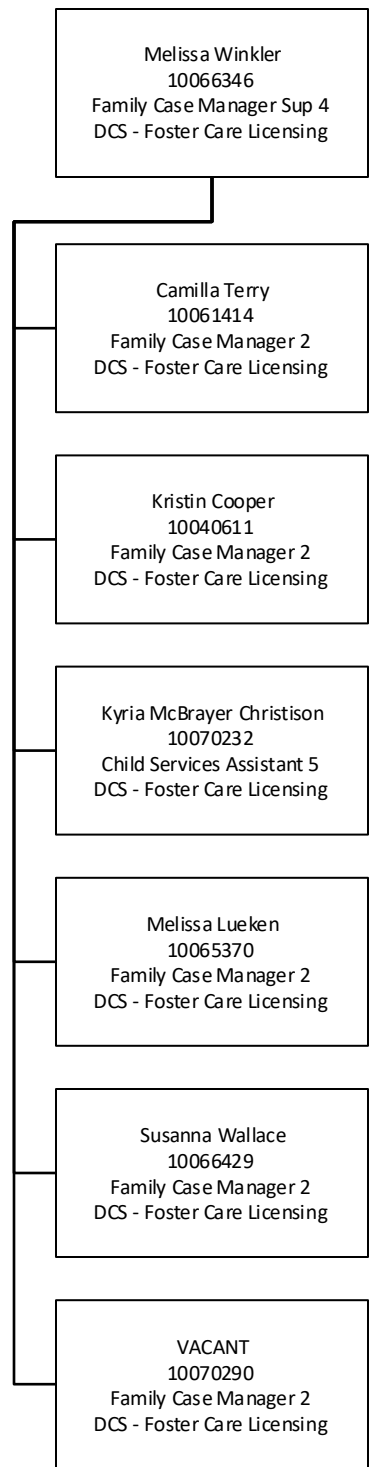 Melissa Winkler
10066346
Family Case Manager Sup 4
DCS - Foster Care Licensing
Camilla Terry
10061414
Family Case Manager 2
DCS - Foster Care Licensing
Kristin Cooper
10040611
Family Case Manager 2
DCS - Foster Care Licensing
Kyria McBrayer Christison
10070232
Child Services Assistant 5
DCS - Foster Care Licensing
Melissa Lueken
10065370
Family Case Manager 2
DCS - Foster Care Licensing
Susanna Wallace
10066429
Family Case Manager 2
DCS - Foster Care Licensing
VACANT
10070290
Family Case Manager 2
DCS - Foster Care Licensing